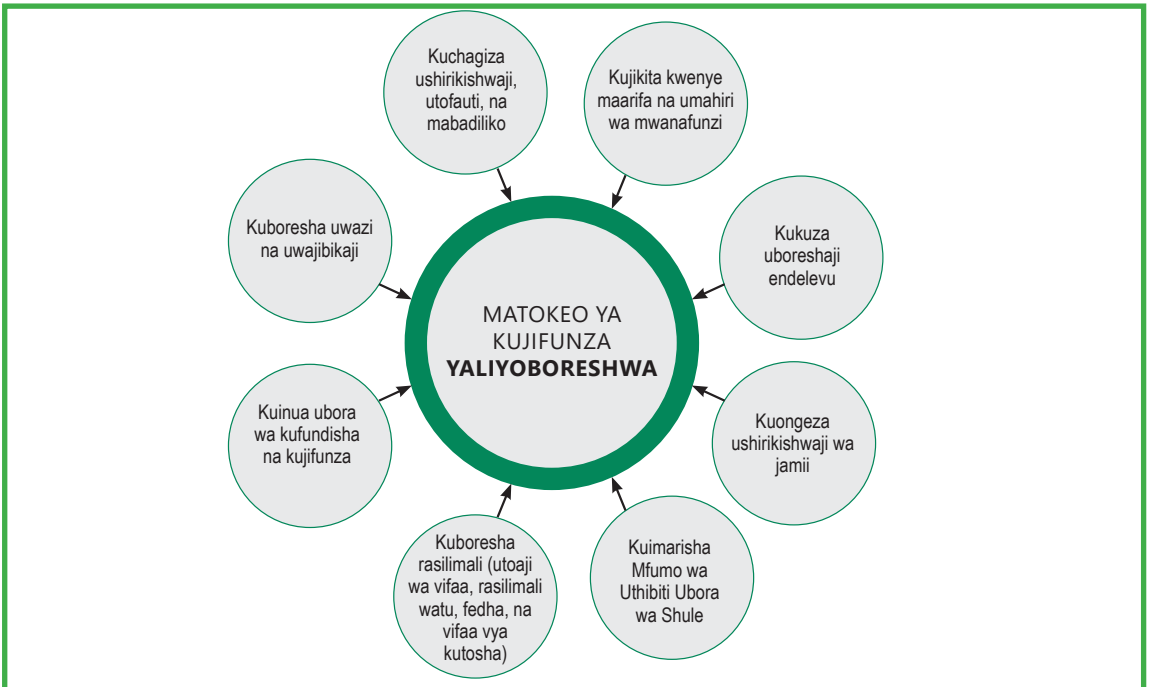 Kuchagiza
ushirikishwaji,
utofauti, na
mabadiliko
Kujikita kwenye
maarifa na umahiri
wa mwanafunzi
Kuboresha uwazi
na uwajibikaji
Kukuza
uboreshaji
endelevu
MATOKEO YA
KUJIFUNZA
YALIYOBORESHWA
Kuinua ubora
wa kufundisha
na kujifunza
Kuongeza
ushirikishwaji wa
jamii
Kuboresha
rasilimali (utoaji
wa vifaa, rasilimali
watu, fedha, na
vifaa vya
kutosha)
Kuimarisha
Mfumo wa
Uthibiti Ubora
wa Shule